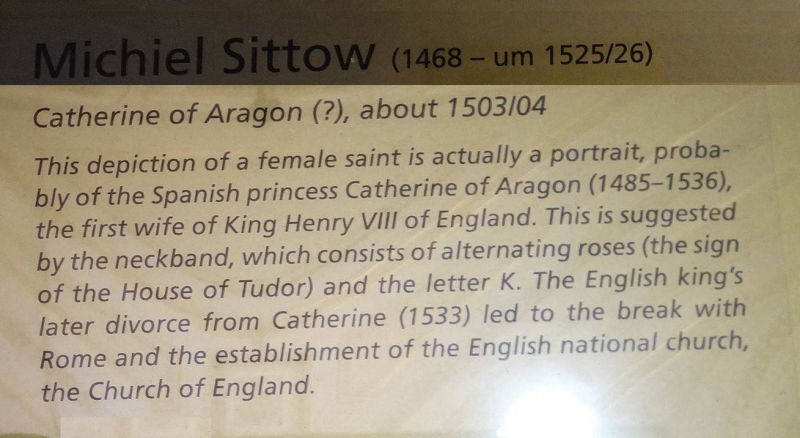 Michiel Sittow (1468 – um 1525/26)
Catherine of Aragon (?), about 1503/04
This depiction of a female saint is actually a portrait, proba-
bly of the Spanish princess Catherine of Aragon (1485–1536),
the first wife of King Henry VIII of England. This is suggested
by the neckband, which consists of alternating roses (the sign
of the House of Tudor) and the letter K. The English king's
later divorce from Catherine (1533) led to the break with
Rome and the establishment of the English national church,
the Church of England.